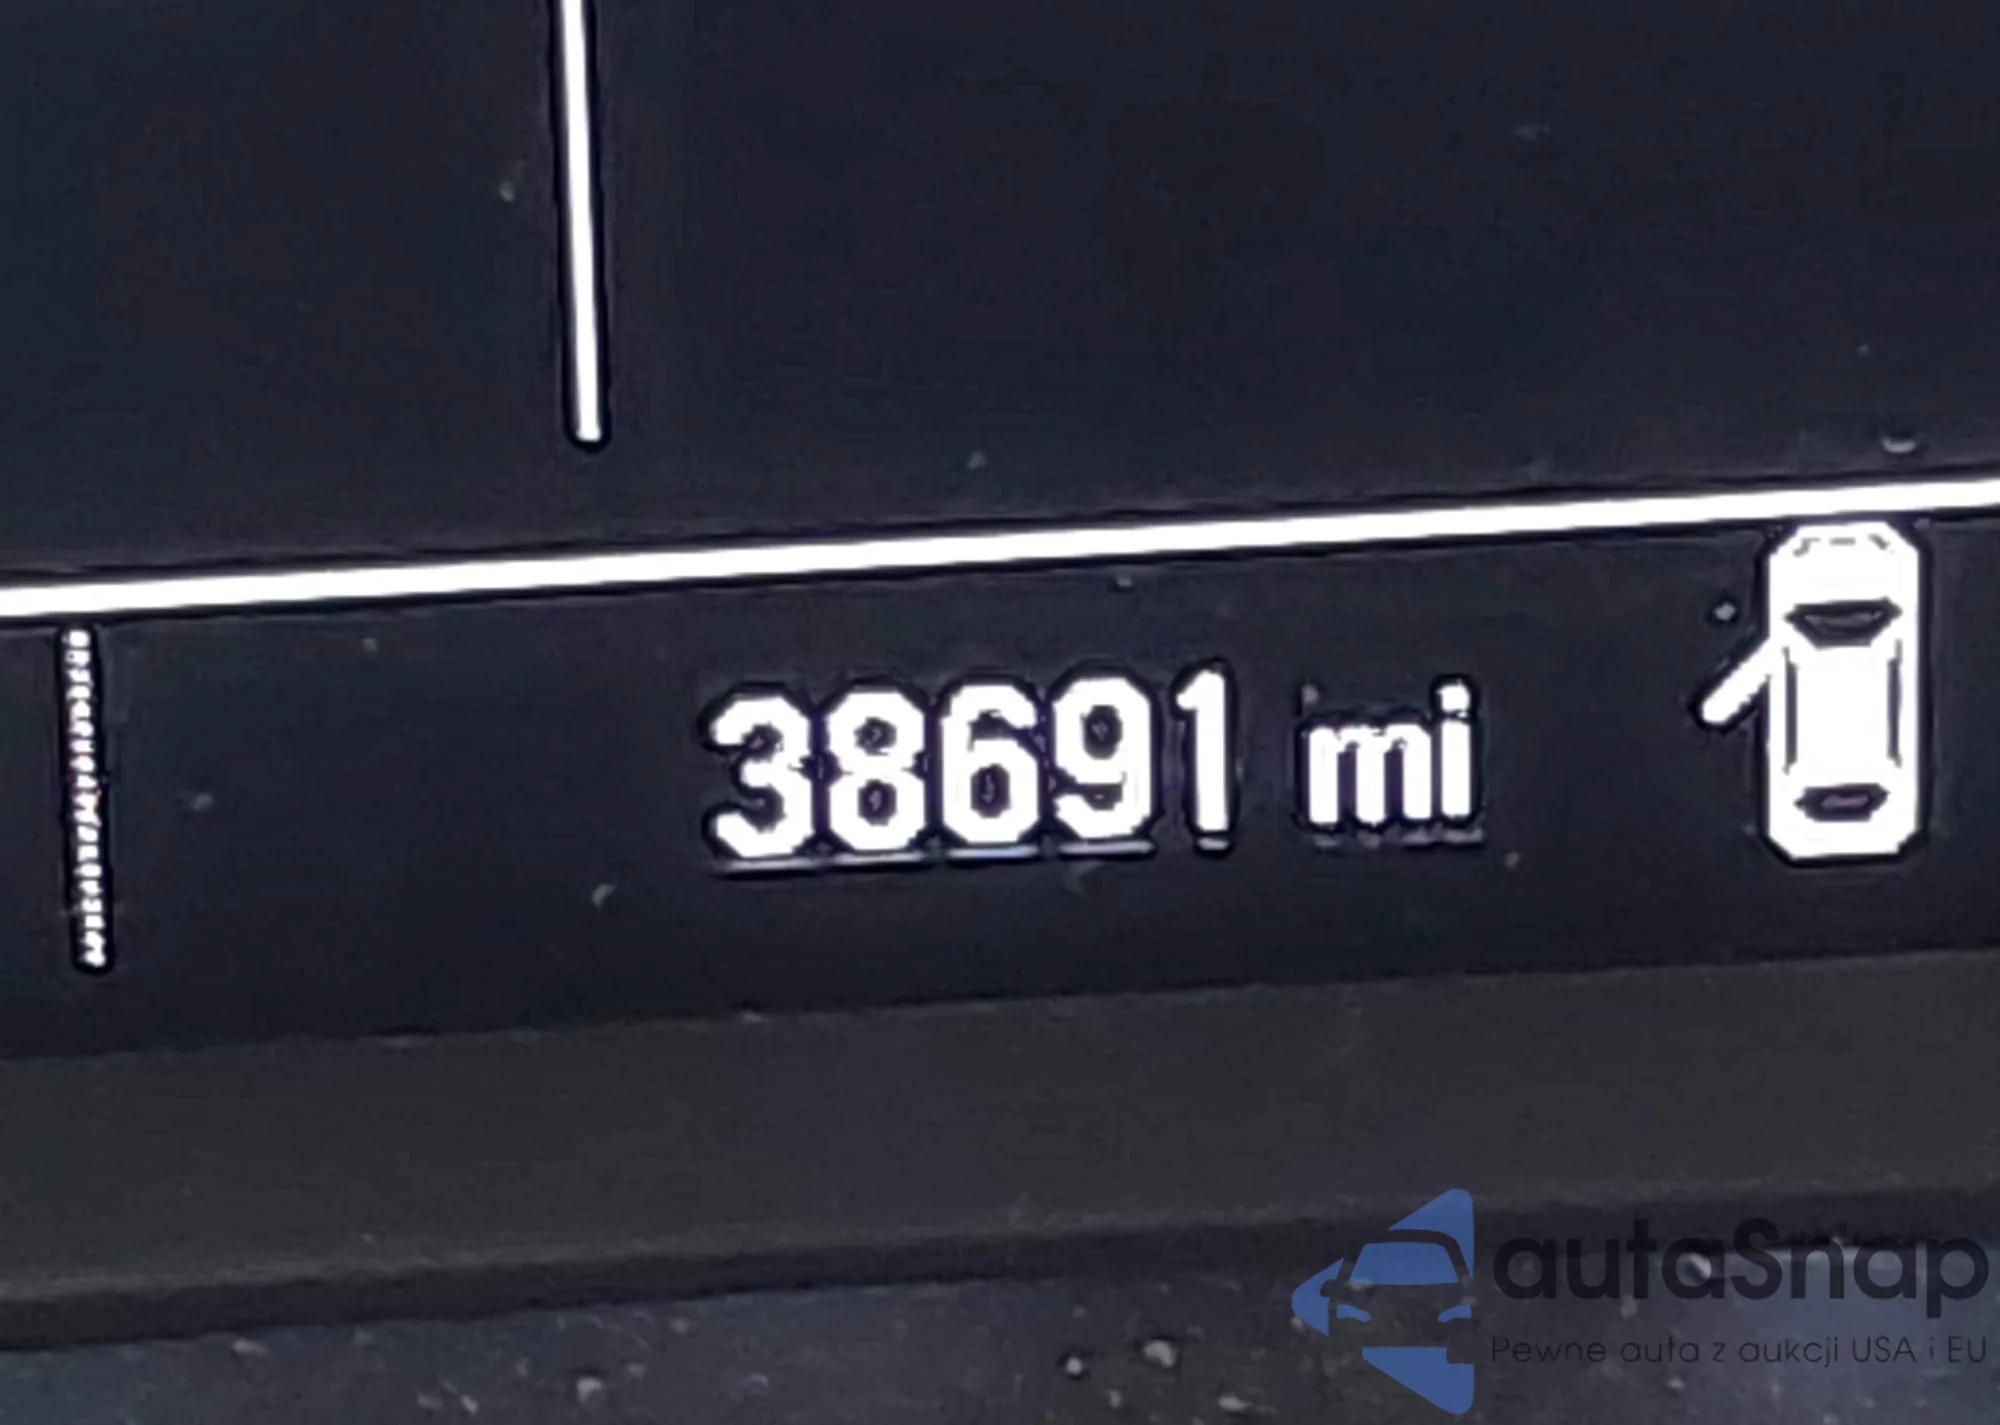 38691 mi
autaSnap
Pewne auta z aukcji USA i EU